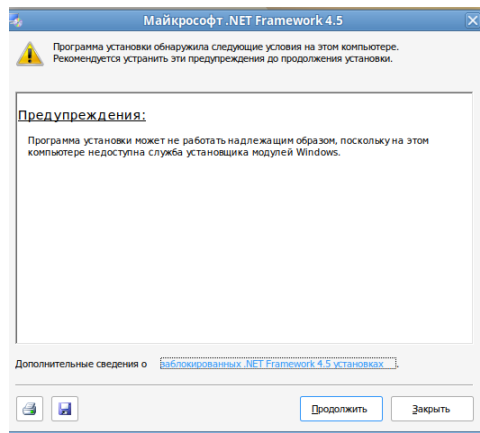 Майкрософт .NET Framework 4.5
Программа установки обнаружила следующие условия на этом компьютере.
Рекомендуется устранить эти предупреждения до продолжения установки.
Предупреждения:
Программа установки может не работать надлежащим образом, поскольку на этом
компьютере недоступна служба установщика модулей Windows.
Дополнительные сведения о заблокированных .NET Framework 4.5 установках .
Продолжить Закрыть